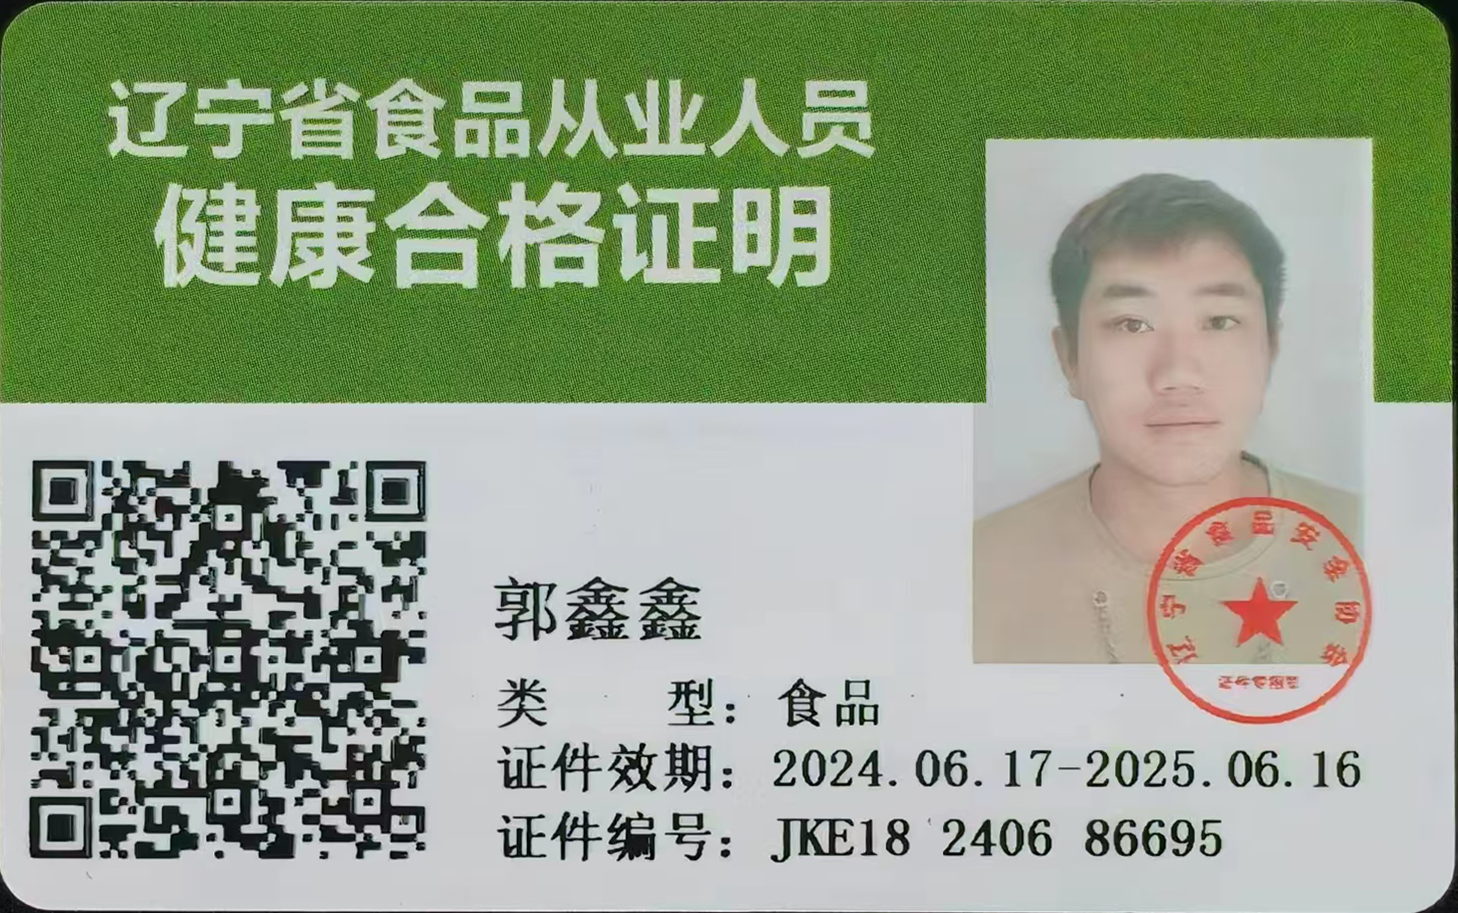 辽宁省食品从业人员
健康合格证明
郭鑫鑫
类 型：食品
证件效期：2024.06.17-2025.06.16
证件编号：JKE18 2406 86695